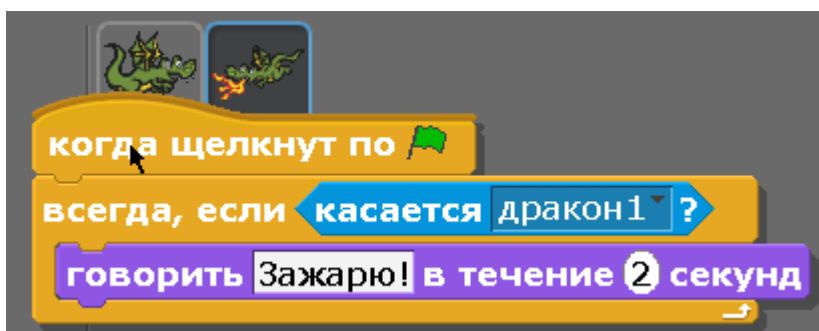 когда щелкнут по
всегда, если касается дракон1 ?
говорить Зажарю! в течение 2 секунд